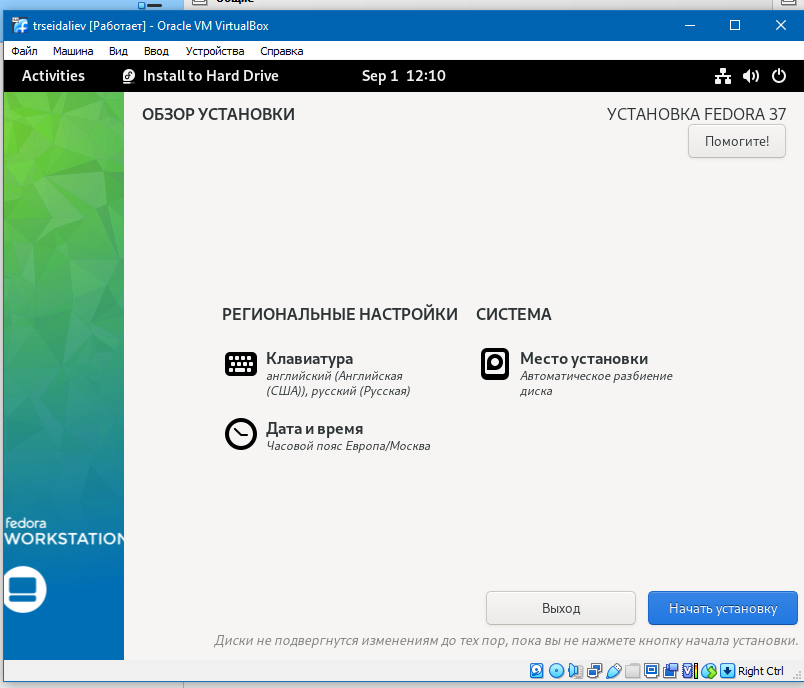 Общие
trseidaliev [Работает] - Oracle VM VirtualBox
Файл Машина Вид Ввод Устройства Справка
Activities Install to Hard Drive Sep 1 12:10
ОБЗОР УСТАНОВКИ
УСТАНОВКА FEDORA 37
Помогите!
РЕГИОНАЛЬНЫЕ НАСТРОЙКИ
Клавиатура
английский (Английская
(США)), русский (Русская)
Дата и время
Часовой пояс Европа/Москва
СИСТЕМА
Место установки
Автоматическое разбиение
диска
fedora
WORKSTATION
Выход
Начать установку
Диски не подвергнутся изменениям до тех пор, пока вы не нажмете кнопку начала установки.
Right Ctrl